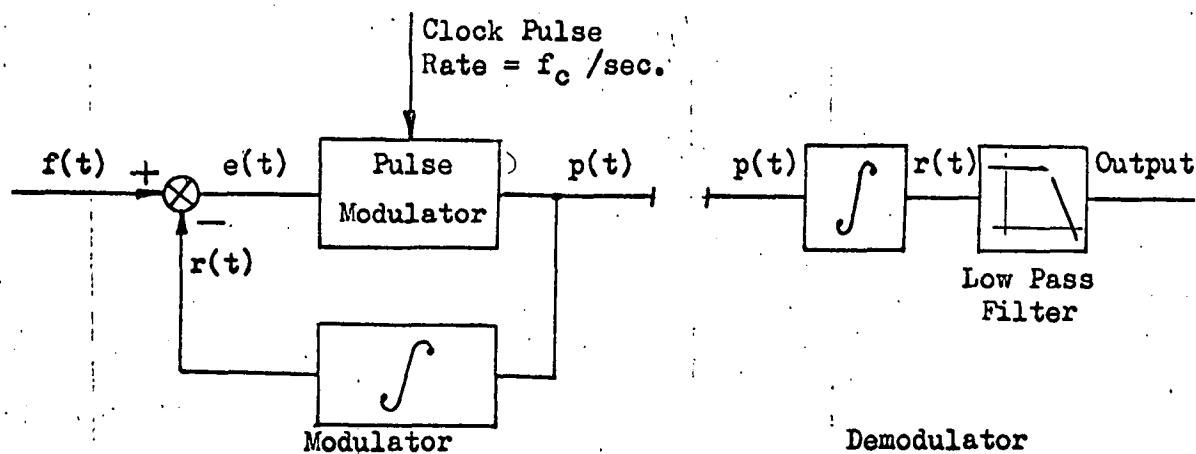 Clock Pulse
Rate = f_c /sec.
f(t)
+
e(t)
Pulse
Modulator
p(t)
−
r(t)
∫
Modulator
p(t)
∫
r(t)
Output
Low Pass
Filter
Demodulator